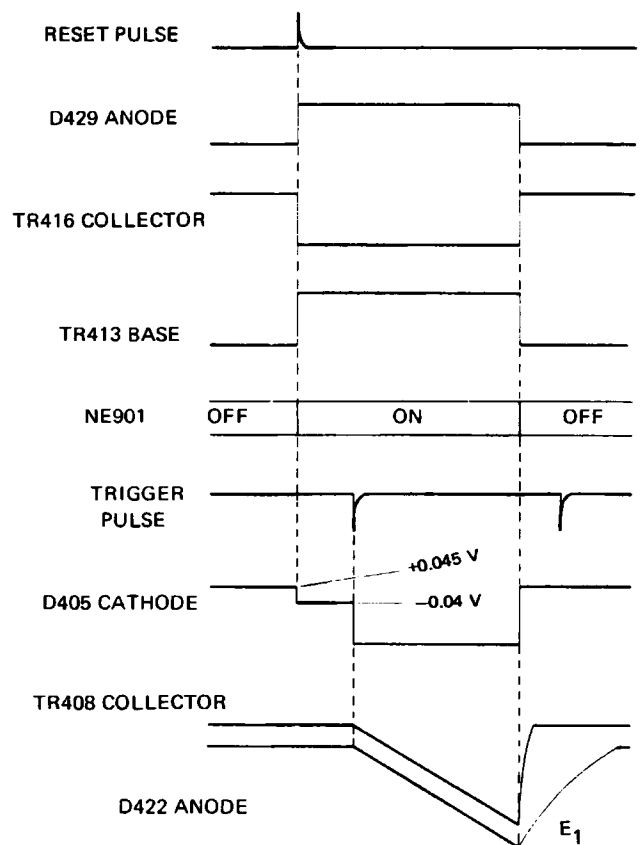 RESET PULSE
D429 ANODE
TR416 COLLECTOR
TR413 BASE
NE901 OFF ON OFF
TRIGGER
PULSE
+0.045 V
D405 CATHODE
−0.04 V
TR408 COLLECTOR
D422 ANODE
E1